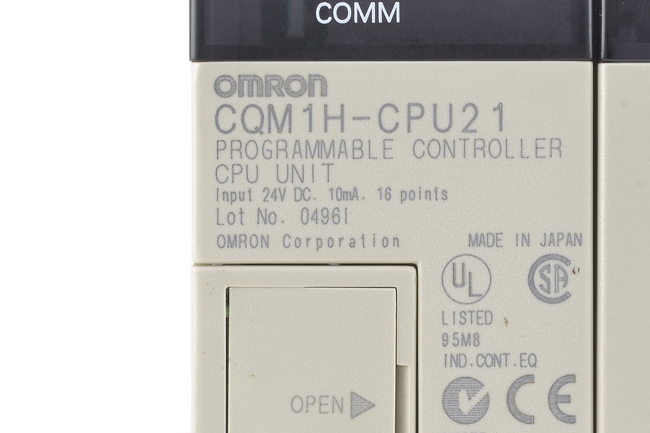 COMM
OMRON
CQM1H-CPU21
PROGRAMMABLE CONTROLLER
CPU UNIT
Input 24V DC. 10mA. 16 points
Lot No. 0496I
OMRON Corporation MADE IN JAPAN
UL SA
LISTED
95M8
IND.CONT.EQ
OPEN
CE